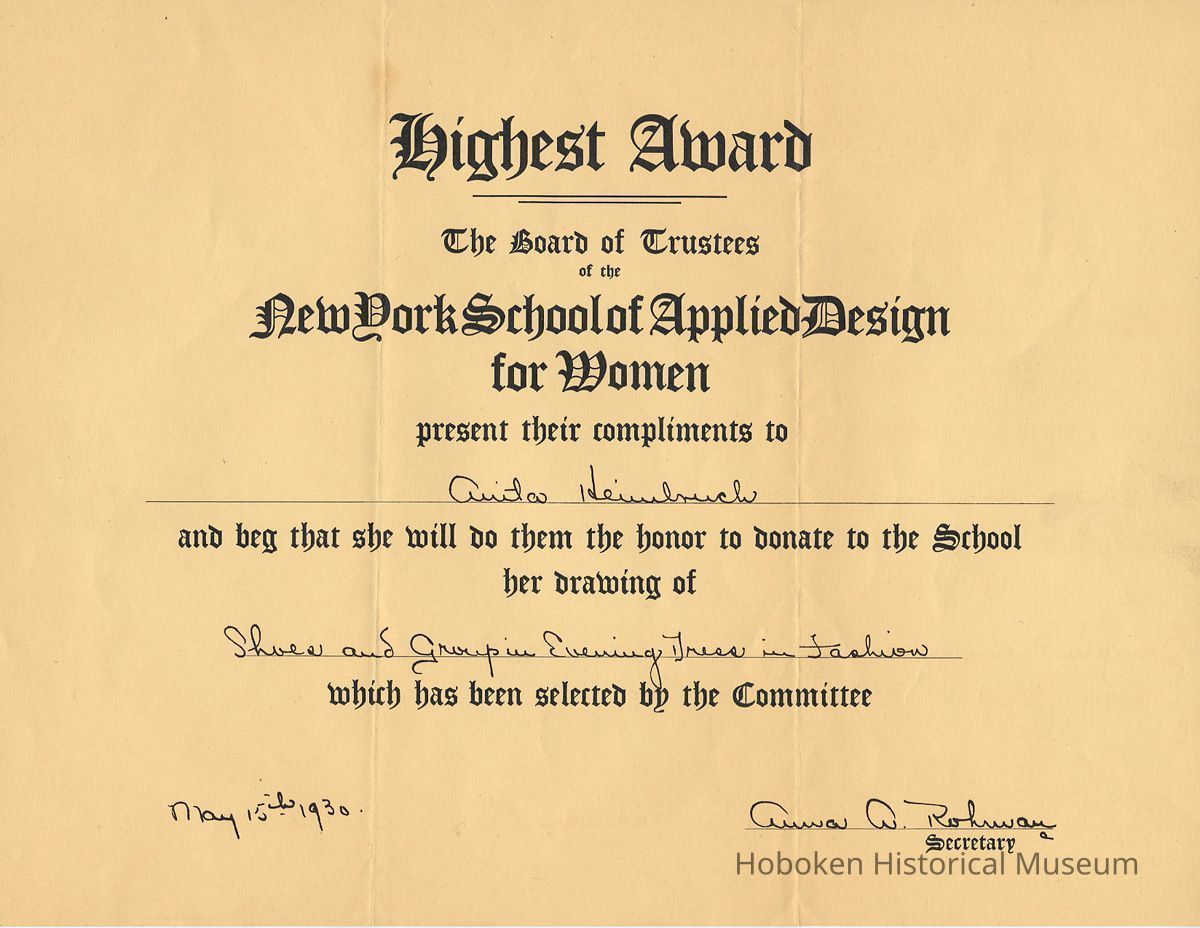 Highest Award
The Board of Trustees
of the
New York School of Applied Design
for Women
present their compliments to
Anita Heimbruch
and beg that she will do them the honor to donate to the School
her drawing of
Shoes and Group in Evening Dress in Fashion
which has been selected by the Committee
May 15th 1930.
Anna A. Rohman
Secretary
Hoboken Historical Museum